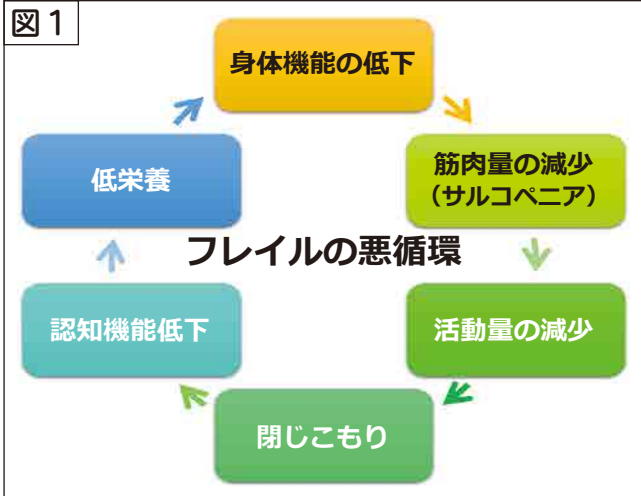 図1
身体機能の低下
筋肉量の減少
（サルコペニア）
活動量の減少
閉じこもり
認知機能低下
低栄養
フレイルの悪循環